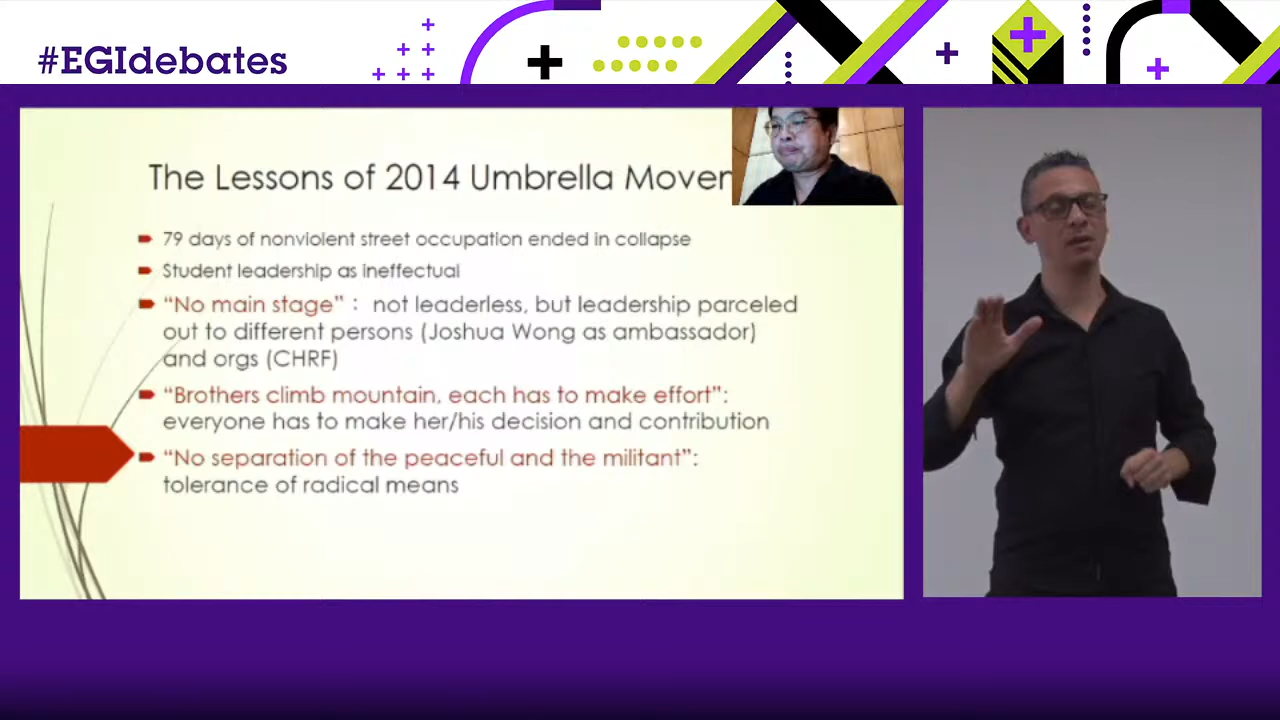 #EGIdebates
The Lessons of 2014 Umbrella
79 days of nonviolent street occupation ended in collapse
Student leadership as ineffectual
“No main stage”： not leaderless, but leadership parceled
out to different persons (Joshua Wong as ambassador)
and orgs (CHRF)
“Brothers climb mountain, each has to make effort”:
everyone has to make her/his decision and contribution
“No separation of the peaceful and the militant”:
tolerance of radical means